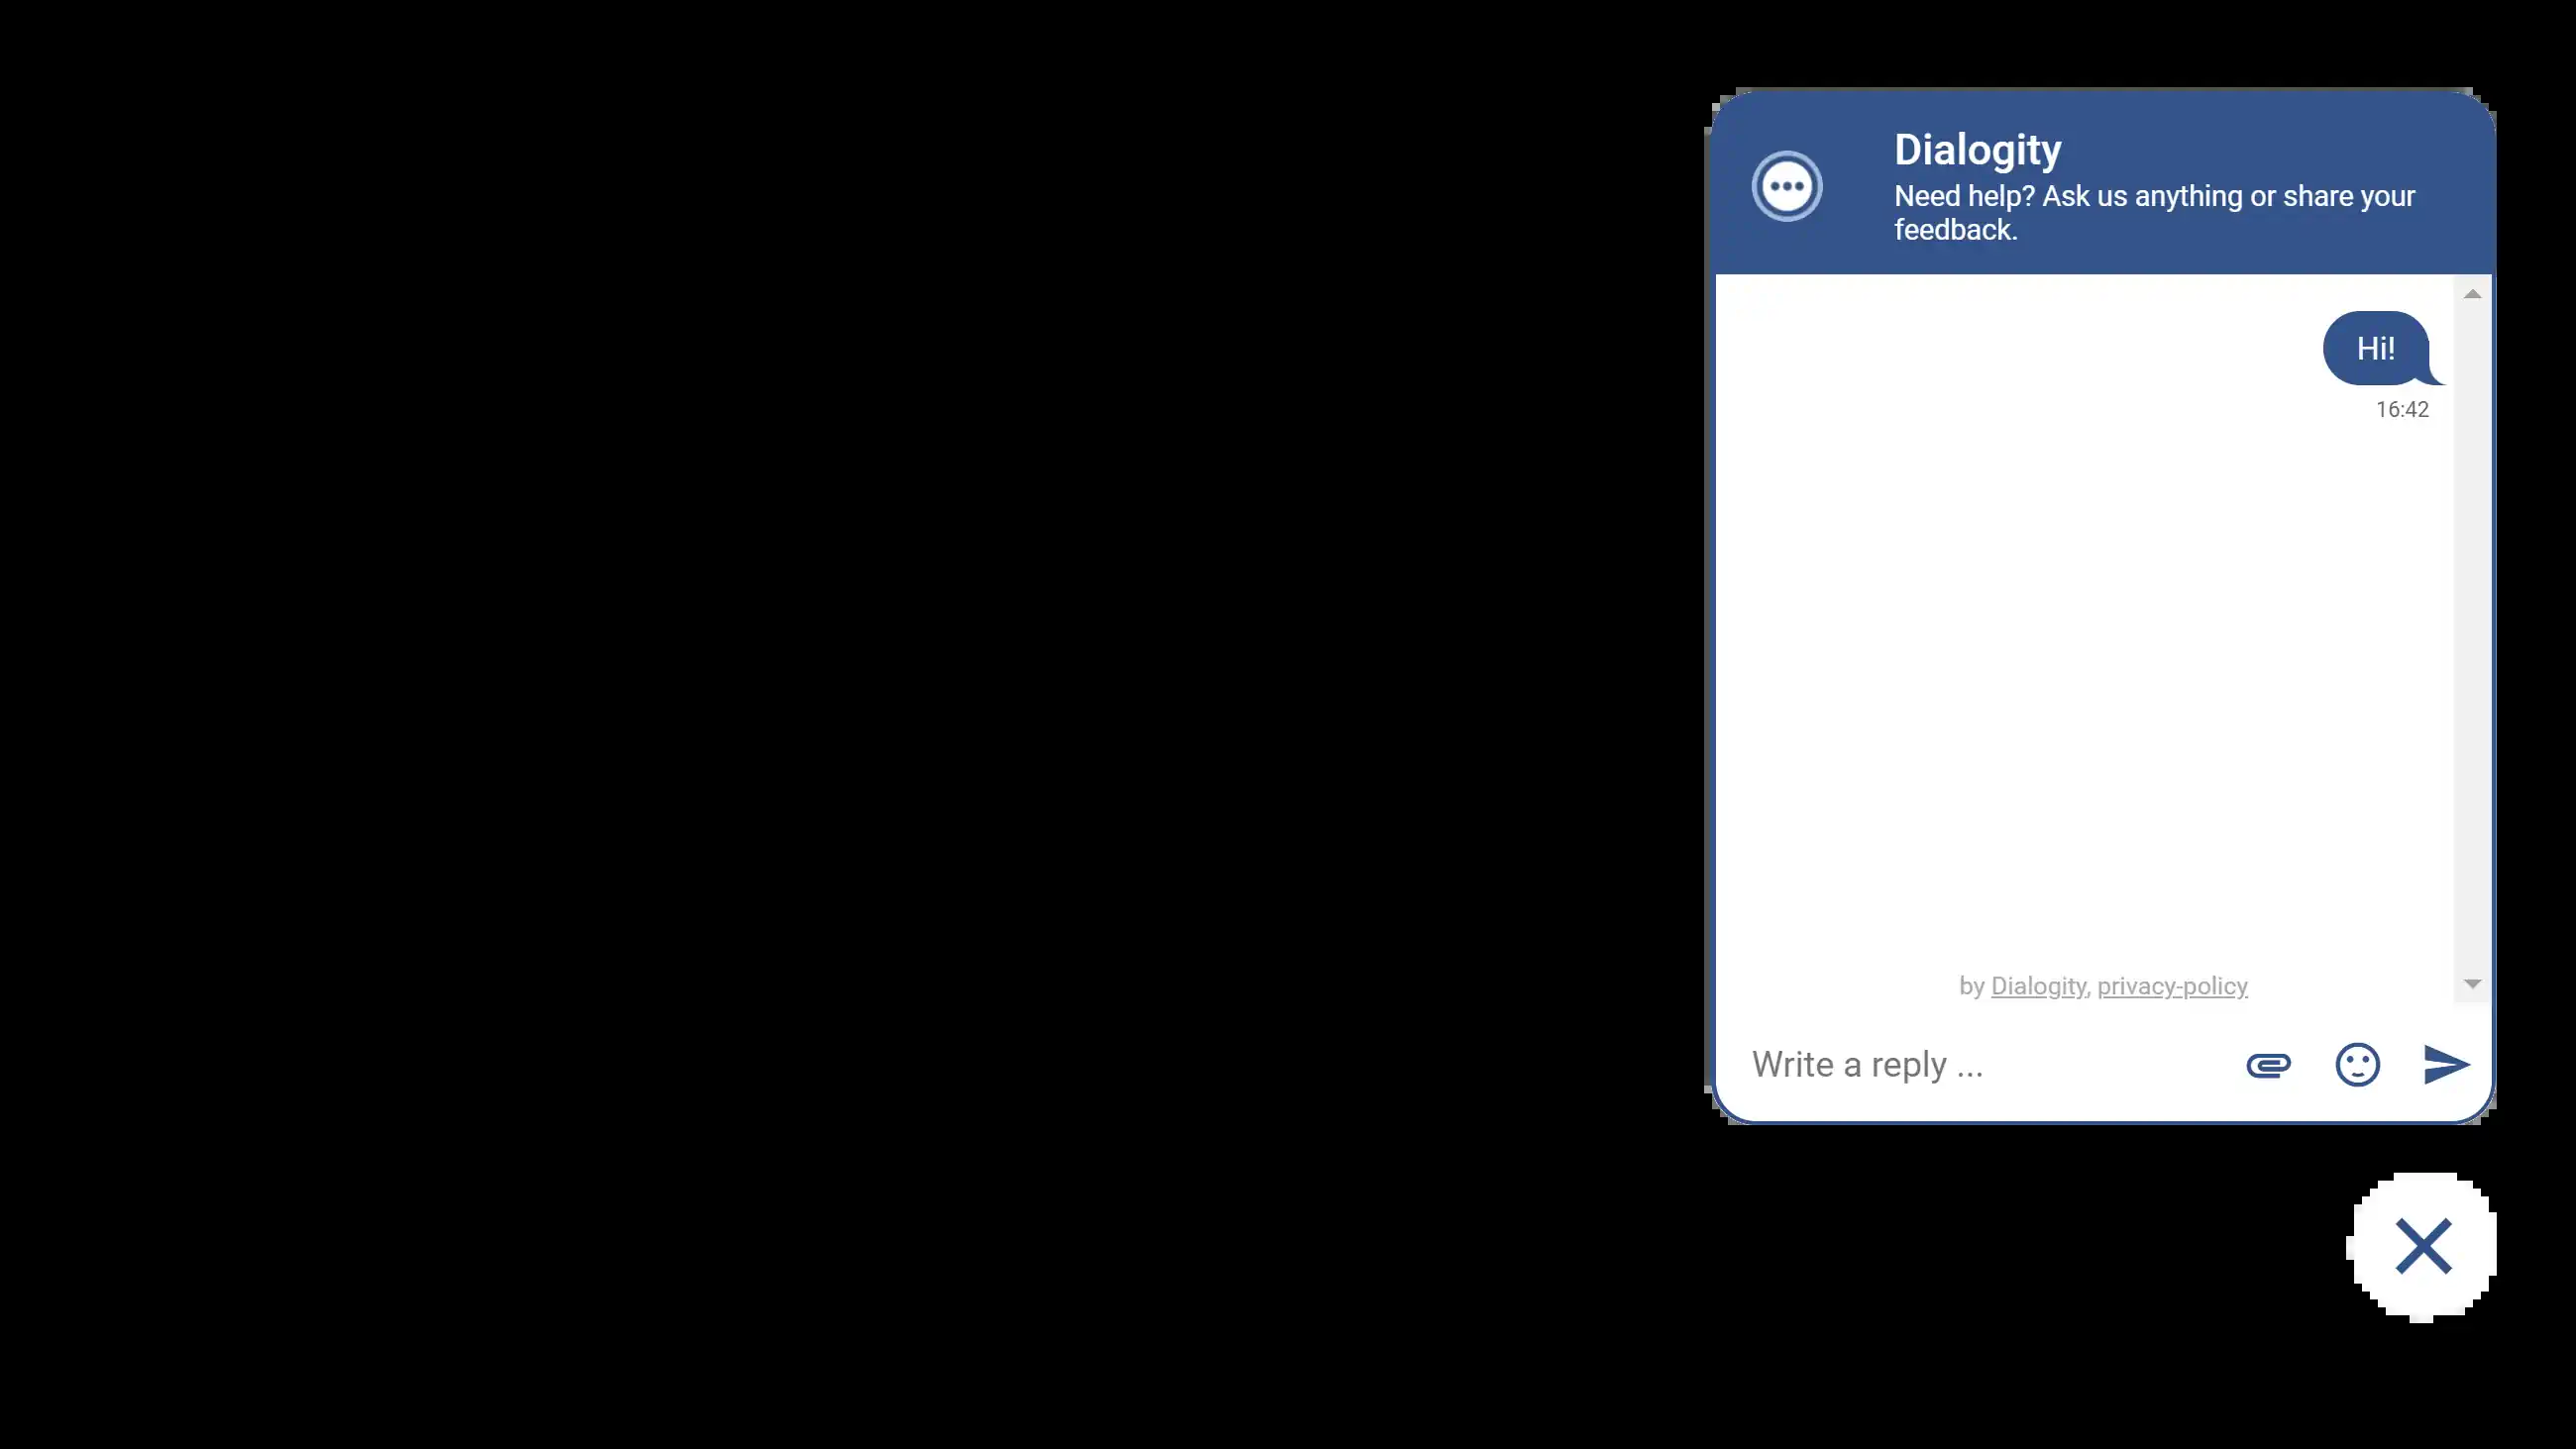 Dialogity
Need help? Ask us anything or share your
feedback.
Hi!
16:42
by Dialogity, privacy-policy
Write a reply ...